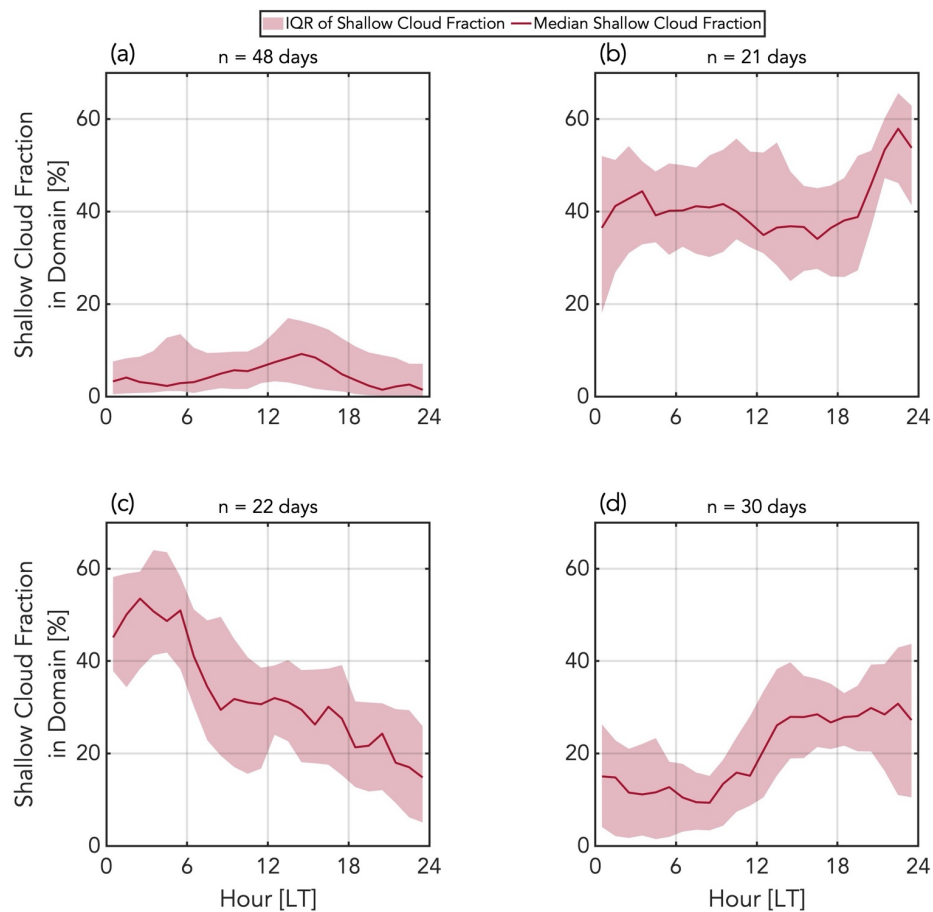 IQR of Shallow Cloud Fraction Median Shallow Cloud Fraction
(a) n = 48 days
(b) n = 21 days
Shallow Cloud Fraction
in Domain [%]
60
40
20
0
0 6 12 18 24
60
40
20
0
0 6 12 18 24
(c) n = 22 days
(d) n = 30 days
Shallow Cloud Fraction
in Domain [%]
60
40
20
0
0 6 12 18 24
60
40
20
0
0 6 12 18 24
Hour [LT]
Hour [LT]